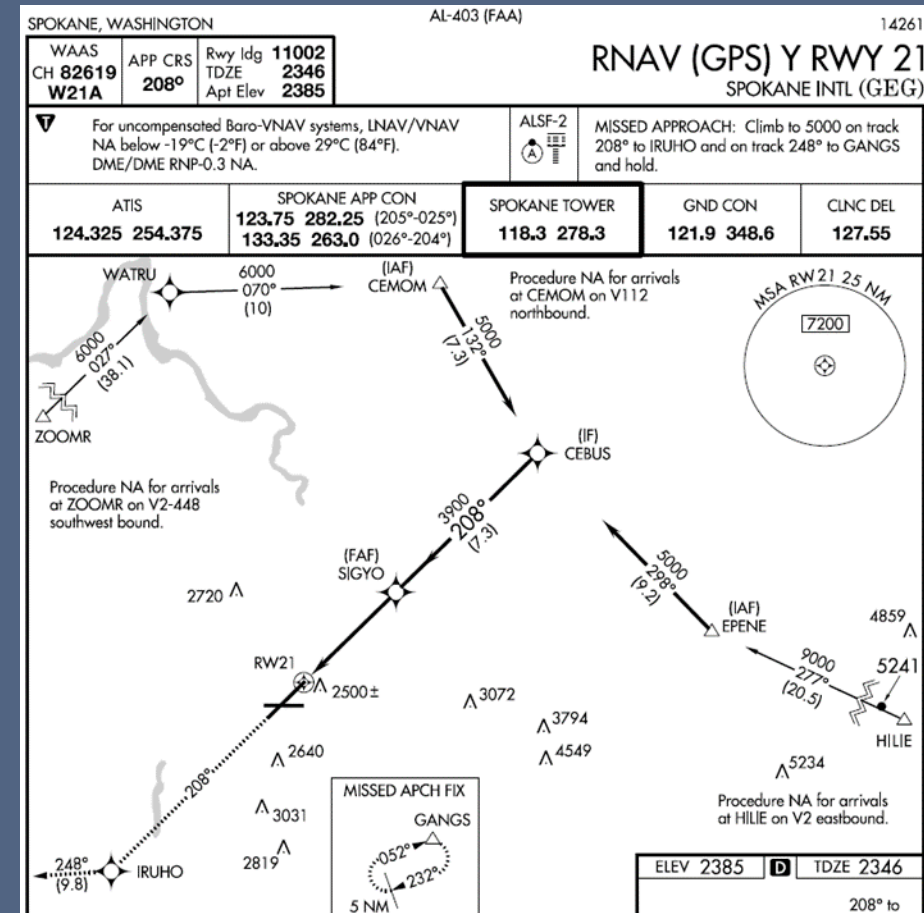 SPOKANE, WASHINGTON
AL-403 (FAA)
14261
WAAS
CH 82619
W21A
APP CRS
208°
Rwy ldg 11002
TDZE 2346
Apt Elev 2385
RNAV (GPS) Y RWY 21
SPOKANE INTL (GEG)
T
For uncompensated Baro-VNAV systems, LNAV/VNAV
NA below -19°C (-2°F) or above 29°C (84°F).
DME/DME RNP-0.3 NA.
ALSF-2
A
MISSED APPROACH: Climb to 5000 on track
208° to IRUHO and on track 248° to GANGS
and hold.
ATIS
124.325 254.375
SPOKANE APP CON
123.75 282.25 (205°-025°)
133.35 263.0 (026°-204°)
SPOKANE TOWER
118.3 278.3
GND CON
121.9 348.6
CLNC DEL
127.55
WATRU
6000
070°
(10)
(IAF)
CEMOM
Procedure NA for arrivals
at CEMOM on V112
northbound.
MSA RW21 25 NM
7200
6000
027°
(38.1)
ZOOMR
5000
132°
(7.3)
(IF)
CEBUS
Procedure NA for arrivals
at ZOOMR on V2-448
southwest bound.
3900
208°
(7.3)
(FAF)
SIGYO
2720
5000
298°
(9.2)
(IAF)
EPENE
4859
5241
9000
277°
(20.5)
HILIE
RW21
2500±
3072
3794
4549
2640
5234
208°
3031
2819
Procedure NA for arrivals
at HILIE on V2 eastbound.
MISSED APCH FIX
GANGS
052°
232°
5 NM
248°
(9.8)
IRUHO
ELEV 2385
D
TDZE 2346
208° to